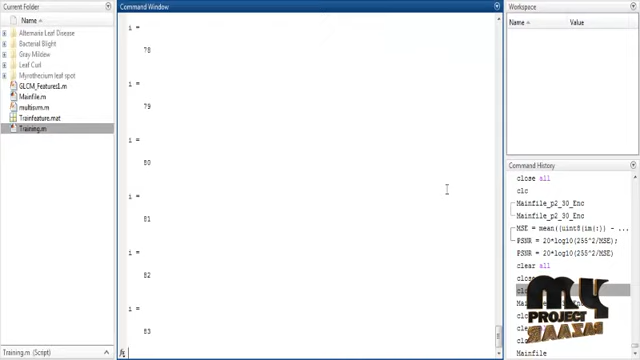 Current Folder
Name
Alternaria Leaf Disease
Bacterial Blight
Gray Mildew
Leaf Curl
Myrothecium leaf spot
GLCM_Features1.m
Mainfile.m
multisvm.m
Trainfeature.mat
Training.m
Training.m (Script)
Command Window
i =
78
i =
79
i =
80
i =
81
i =
82
i =
83
fx
Workspace
Name
Value
Command History
close all
clc
Mainfile_p2_30_Enc
Mainfile_p2_30_Enc
MSE = mean((uint8(im(:)) - ...
PSNR = 20*log10(255^2/MSE);
PSNR = 20*log10(255^2/MSE)
clear all
Mainfile
MY
PROJECT
BAZAAR